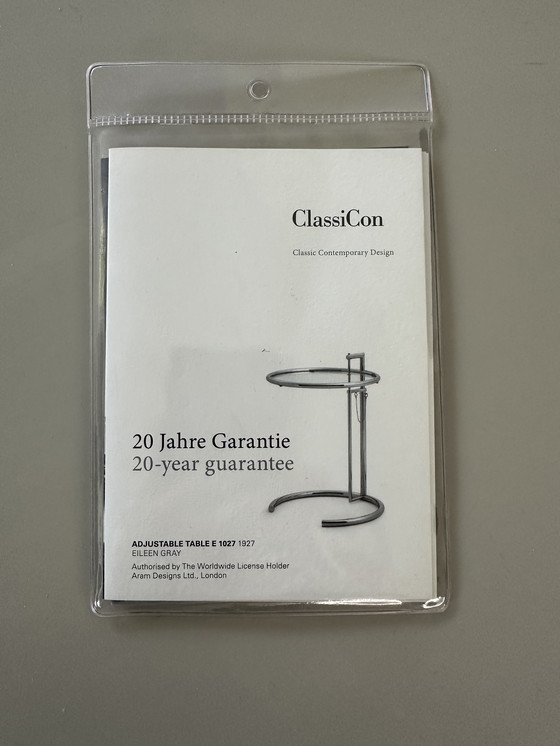 ClassiCon
Classic Contemporary Design
20 Jahre Garantie
20-year guarantee
ADJUSTABLE TABLE E 1027 1927
EILEEN GRAY
Authorised by The Worldwide License Holder
Aram Designs Ltd., London